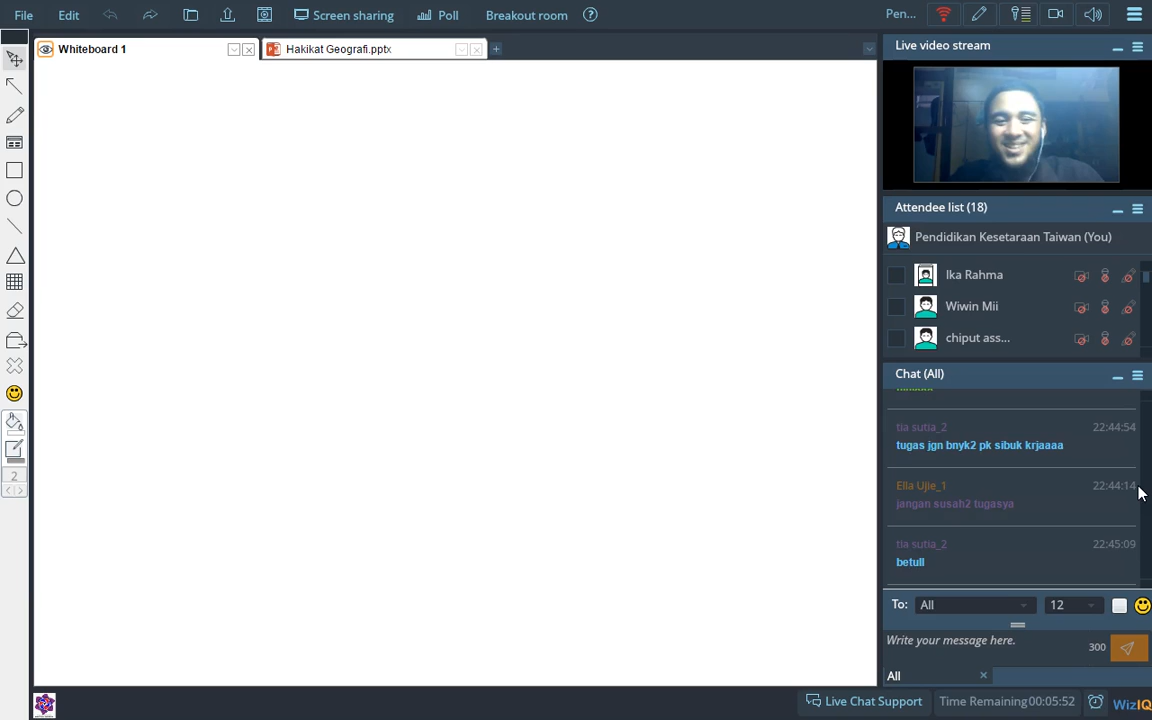 File Edit Screen sharing Poll Breakout room ? Pen...
Whiteboard 1 Hakikat Geografi.pptx
Live video stream
Attendee list (18)
Pendidikan Kesetaraan Taiwan (You)
Ika Rahma
Wiwin Mii
chiput ass...
Chat (All)
tia sutia_2 22:44:54
tugas jgn bnyk2 pk sibuk krjaaaa
Ella Ujie_1 22:44:14
jangan susah2 tugasya
tia sutia_2 22:45:09
betull
To: All 12
Write your message here. 300
All
2
Live Chat Support Time Remaining 00:05:52 WizIQ